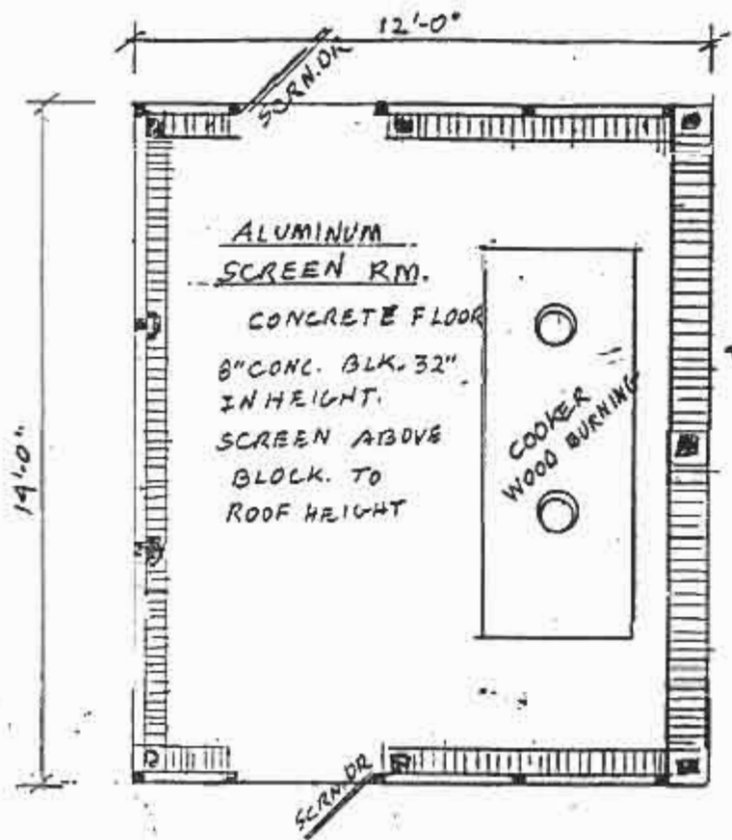 12'-0"
SCRN.DR
ALUMINUM
SCREEN RM.
CONCRETE FLOOR
8" CONC. BLK. 32"
IN HEIGHT.
SCREEN ABOVE
BLOCK. TO
ROOF HEIGHT
COOKER
WOOD BURNING
14'-0"
SCRN.DR